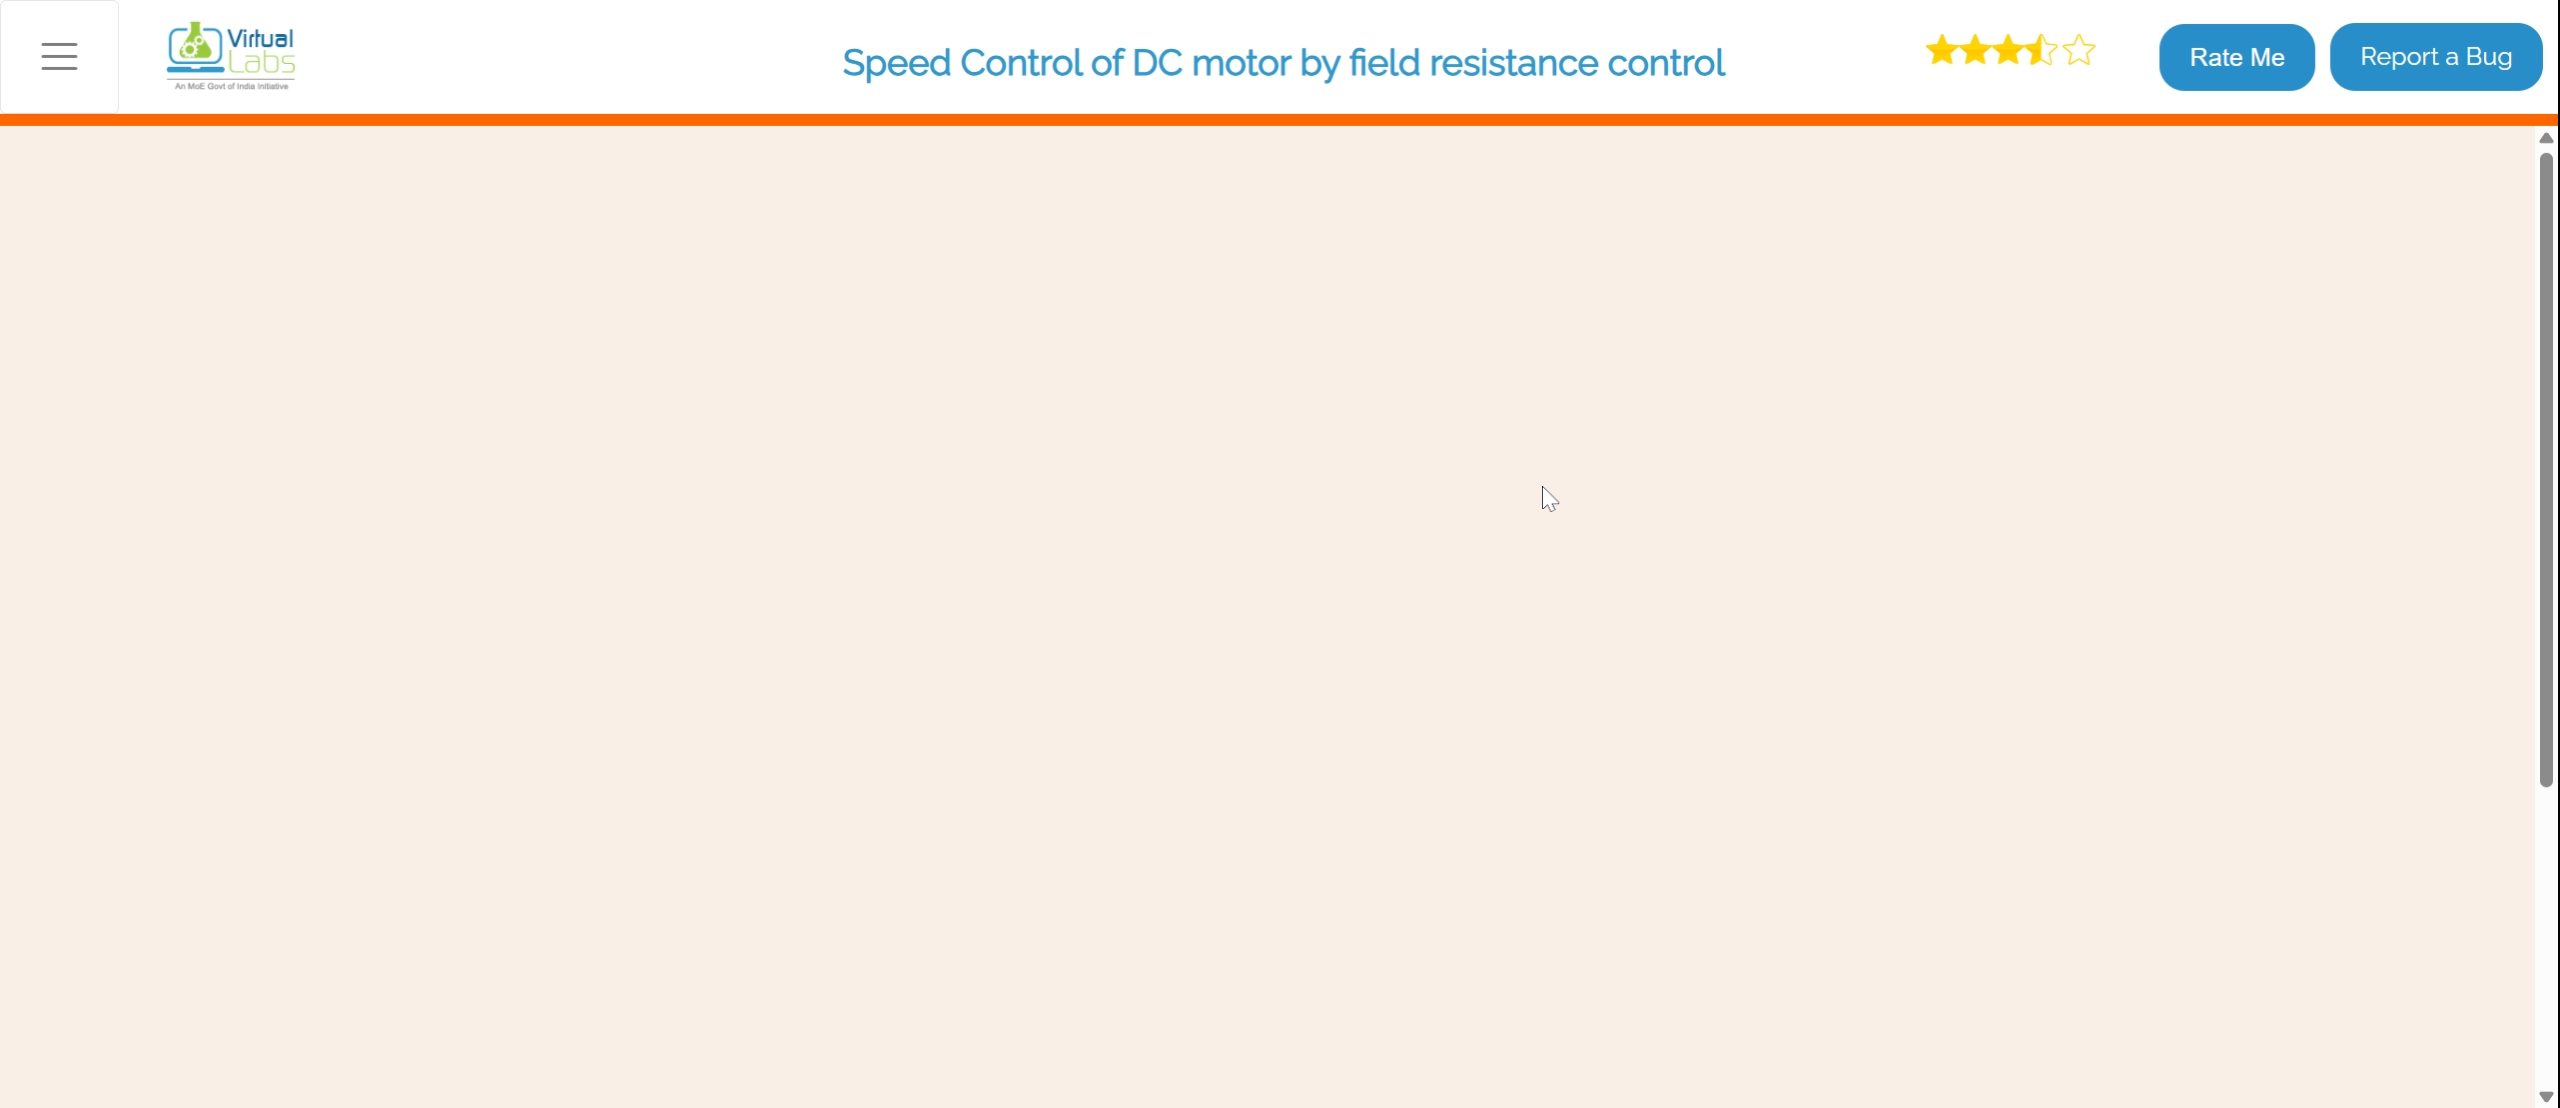 Virtual
Labs
An MoE Govt of India Initiative
Speed Control of DC motor by field resistance control
Rate Me
Report a Bug